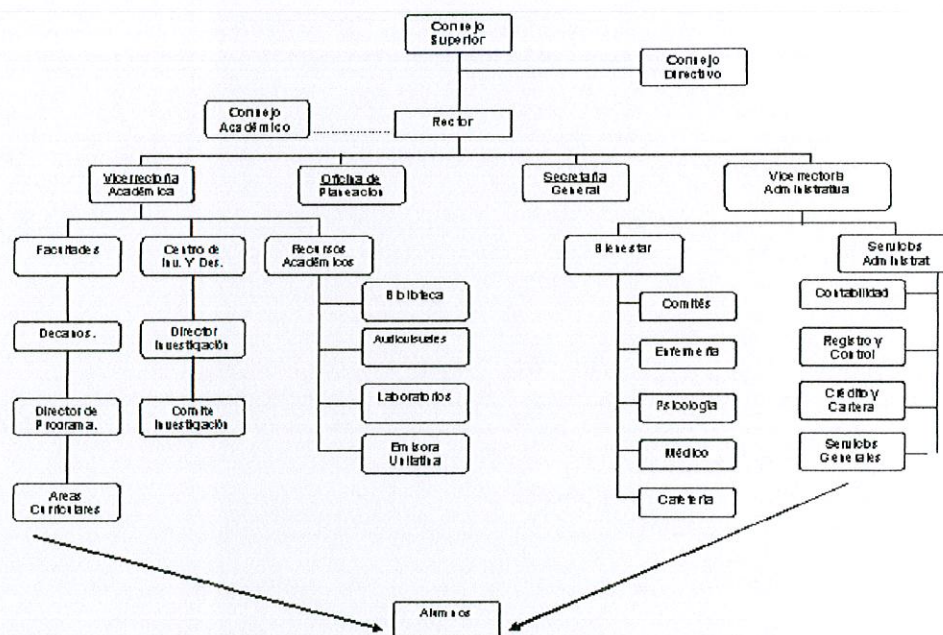 Consejo
Superior
Consejo
Directivo
Consejo
Académico
Rector
Vicerrectoría
Académica
Oficina de
Planeación
Secretaría
General
Vicerrectoría
Administrativa
Facultades
Centro de
Inv. Y Des.
Recursos
Académicos
Bienestar
Servicios
Administrat
Biblioteca
Contabilidad
Comités
Decanos.
Director
Investigación
Audiovisuales
Enfermería
Registro y
Control
Director de
Programa.
Comite
Investigación
Laboratorios
Psicología
Crédito y
Cartera
Emisora
Unilatina
Médico
Servicios
Generales
Areas
Curriculares
Cafetería
Alumnos